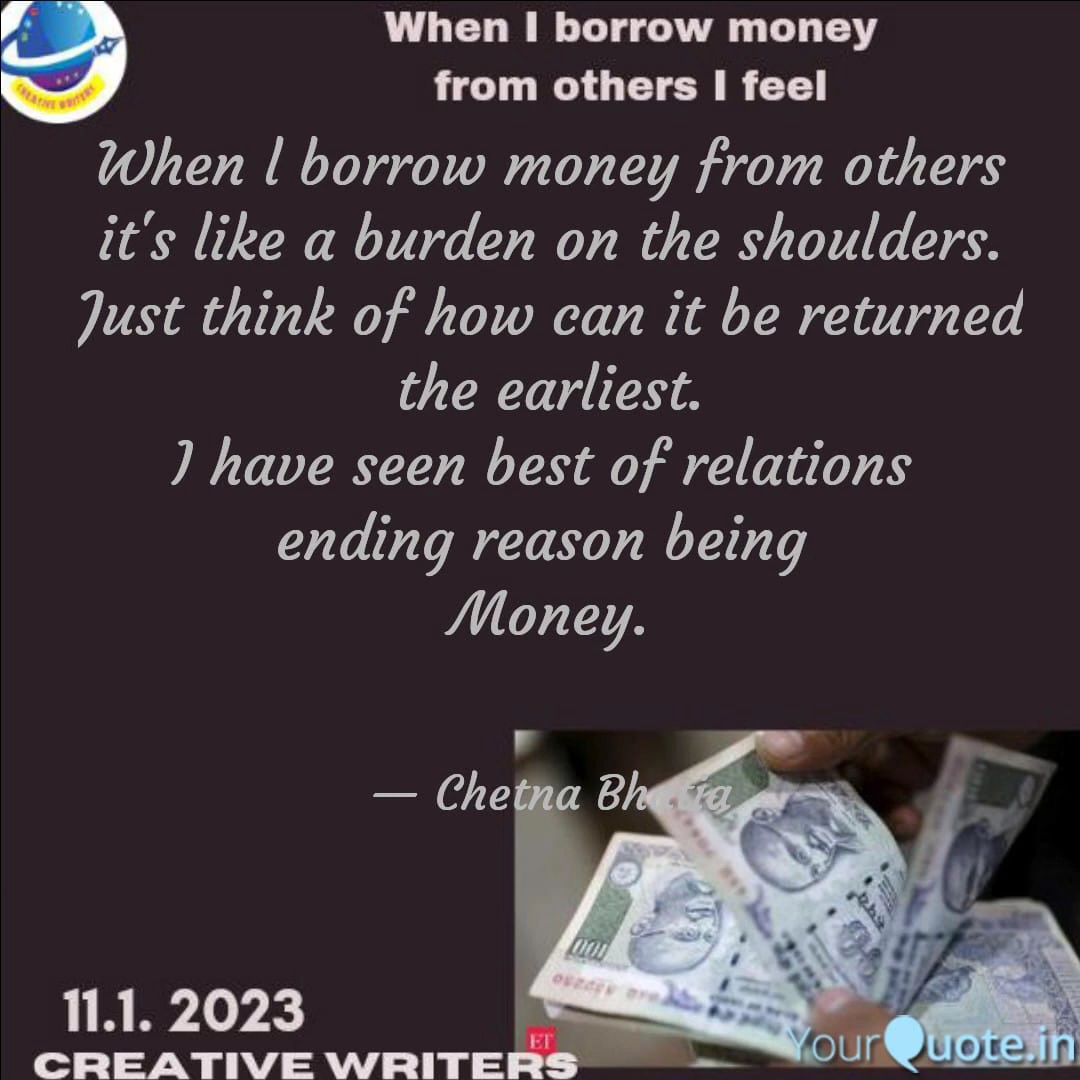 When I borrow money
from others I feel
CREATIVE WRITERS
When l borrow money from others
it's like a burden on the shoulders.
Just think of how can it be returned
the earliest.
I have seen best of relations
ending reason being
Money.
— Chetna
100
11.1. 2023
ET
CREATIVE WRITERS
YourQuote.in